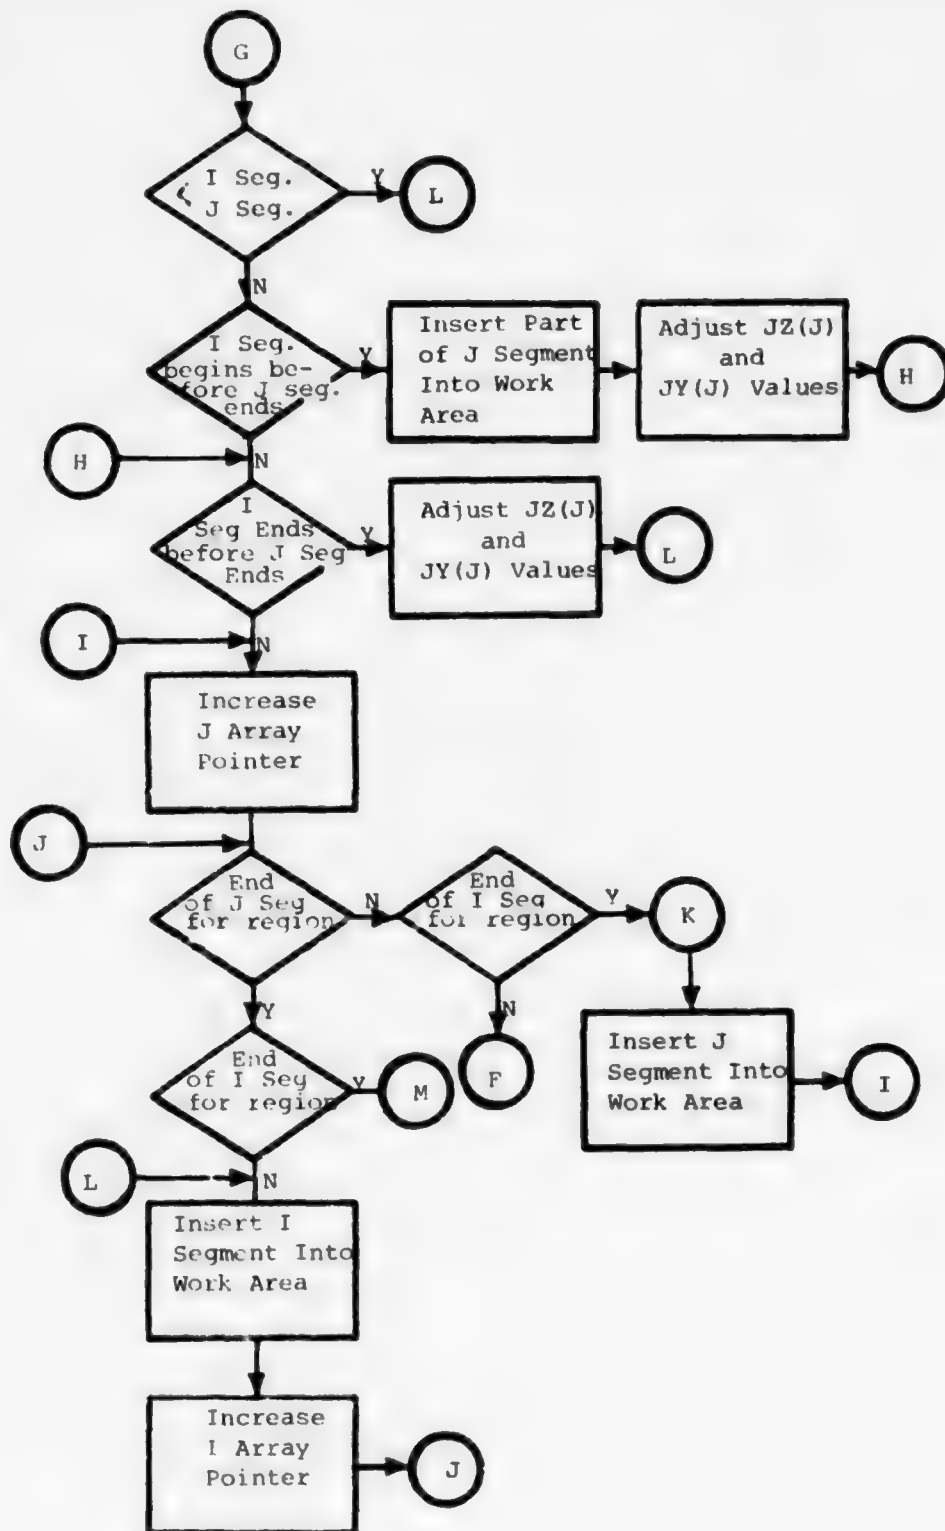 G
I Seg.
< J Seg.
Y
L
N
I Seg.
begins be-
fore J seg.
ends
Y
Insert Part
of J Segment
Into Work
Area
Adjust JZ(J)
and
JY(J) Values
H
H
N
I
Seg Ends
before J Seg
Ends
Y
Adjust JZ(J)
and
JY(J) Values
L
I
N
Increase
J Array
Pointer
J
End
of J Seg
for region
N
End
of I Seg
for region
Y
K
Y
N
F
Insert J
Segment Into
Work Area
I
End
of I Seg
for region
Y
M
L
N
Insert I
Segment Into
Work Area
Increase
I Array
Pointer
J